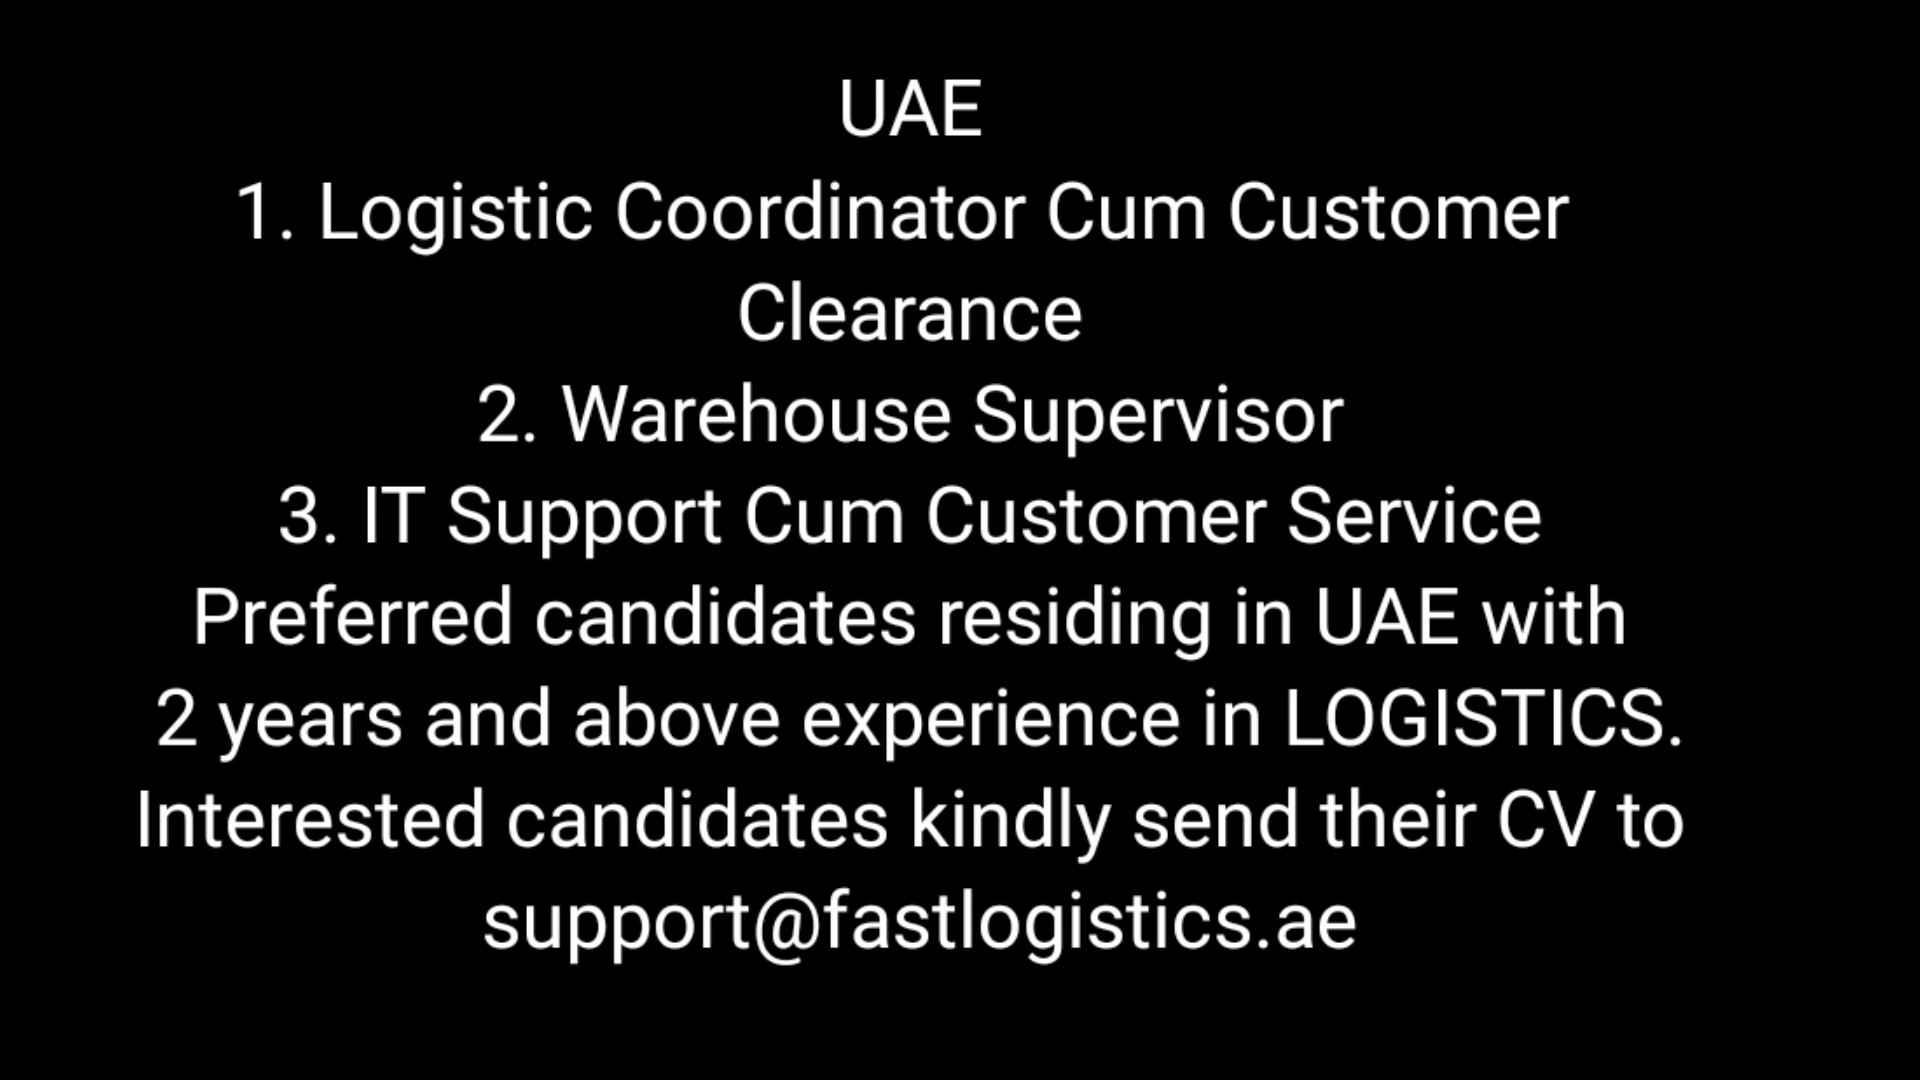 UAE
1. Logistic Coordinator Cum Customer
Clearance
2. Warehouse Supervisor
3. IT Support Cum Customer Service
Preferred candidates residing in UAE with
2 years and above experience in LOGISTICS.
Interested candidates kindly send their CV to
support@fastlogistics.ae